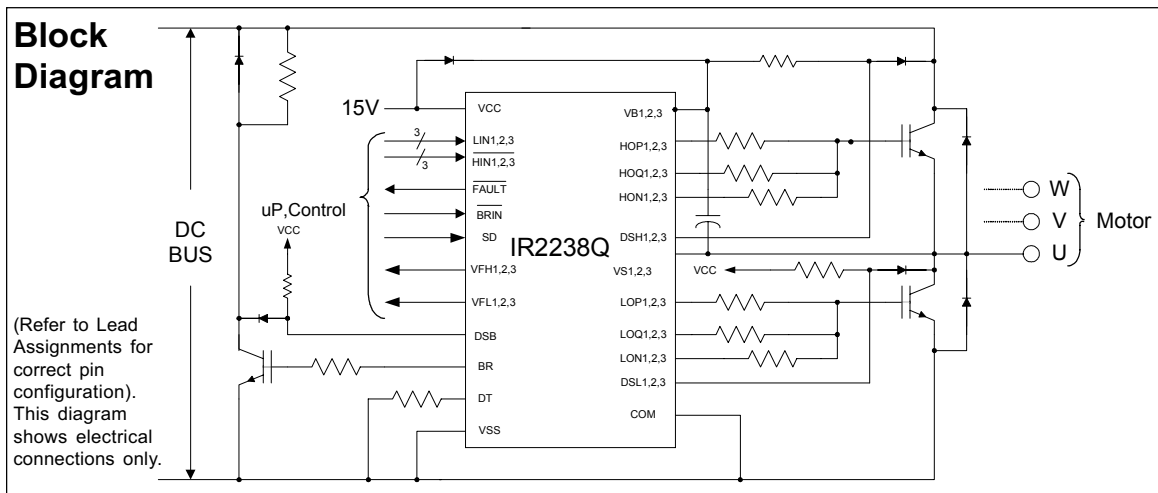 Block
Diagram
15V
VCC
3
LIN1,2,3
3
HIN1,2,3
FAULT
uP,Control
BRIN
VCC
SD
VFH1,2,3
VFL1,2,3
DSB
BR
DT
VSS
IR2238Q
VB1,2,3
HOP1,2,3
HOQ1,2,3
HON1,2,3
DSH1,2,3
VS1,2,3
VCC
LOP1,2,3
LOQ1,2,3
LON1,2,3
DSL1,2,3
COM
DC
BUS
W
V
U
Motor
(Refer to Lead
Assignments for
correct pin
configuration).
This diagram
shows electrical
connections only.